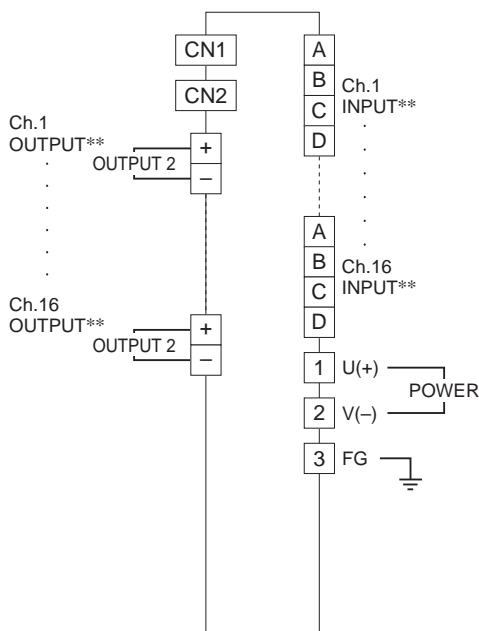 CN1
CN2
Ch.1
OUTPUT**
OUTPUT 2
+
–
Ch.16
OUTPUT**
OUTPUT 2
+
–
A
B
C
D
Ch.1
INPUT**
A
B
C
D
Ch.16
INPUT**
1 U(+)
POWER
2 V(–)
3 FG